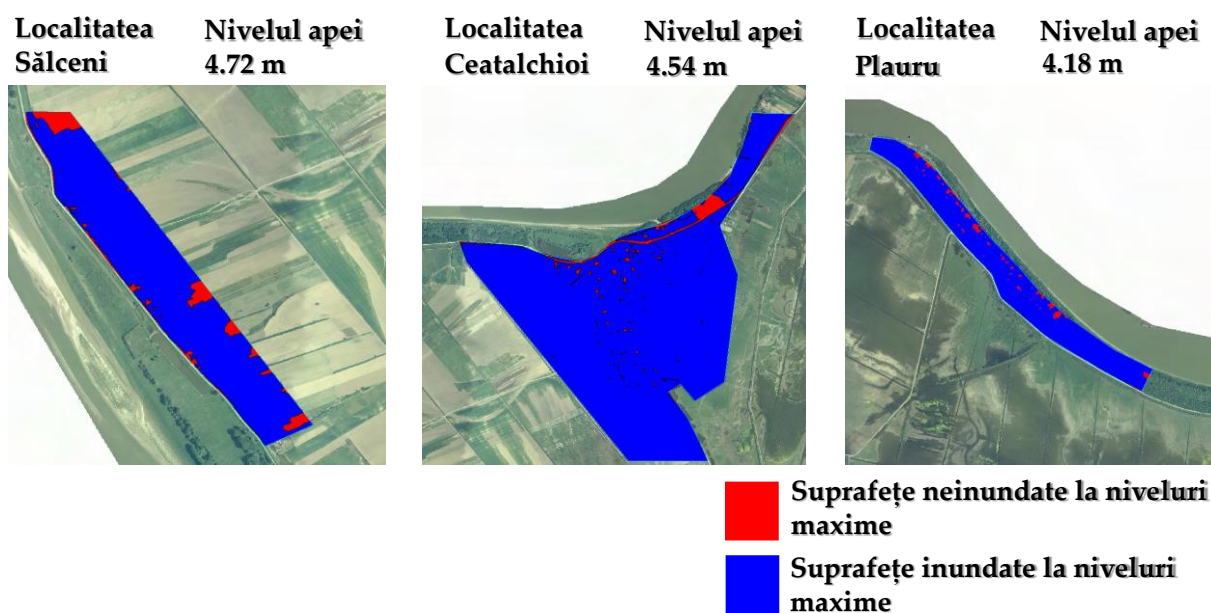 Localitatea
Sălceni
Nivelul apei
4.72 m
Localitatea
Ceatalchioi
Nivelul apei
4.54 m
Localitatea
Plauru
Nivelul apei
4.18 m
Suprafețe neinundate la niveluri
maxime
Suprafețe inundate la niveluri
maxime